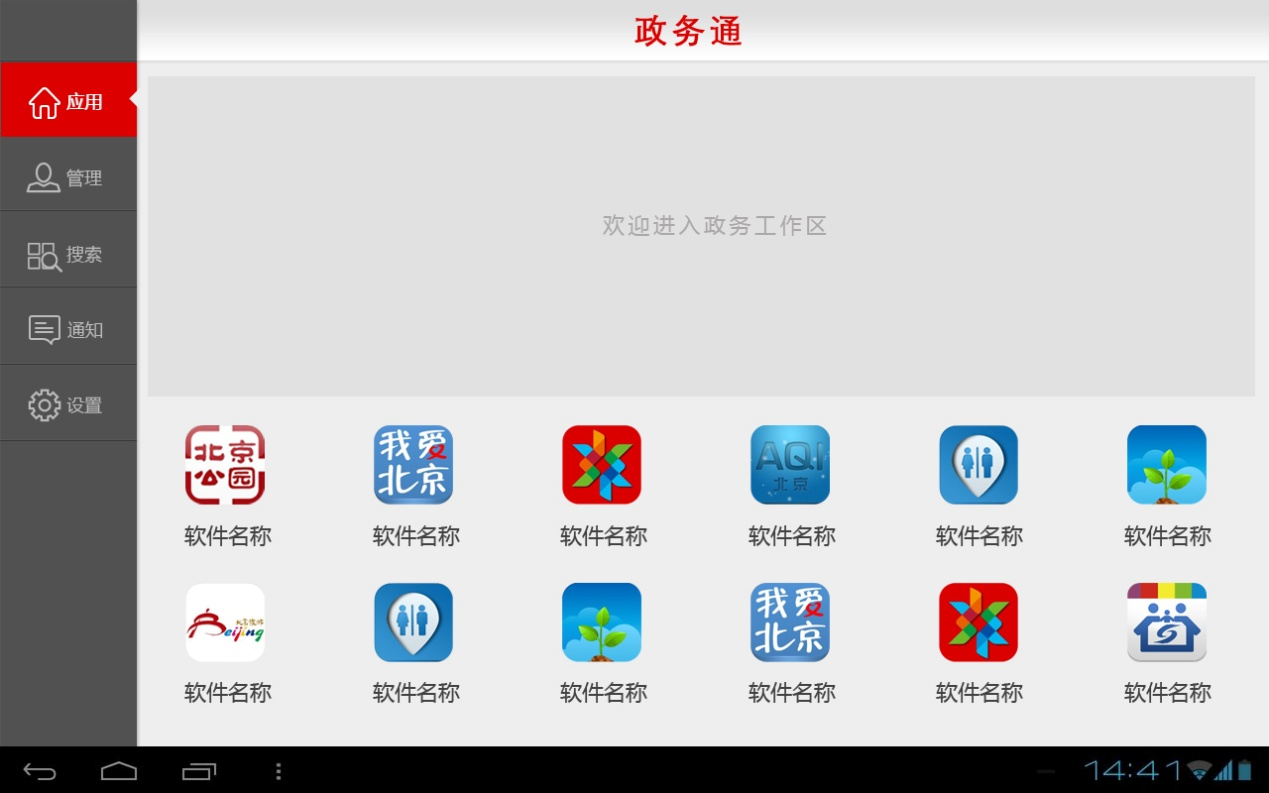 政务通
应用
管理
搜索
通知
设置
欢迎进入政务工作区
北京
公园
我爱
北京
AQI
北京
软件名称 软件名称 软件名称 软件名称 软件名称 软件名称
Beijing
我爱
北京
软件名称 软件名称 软件名称 软件名称 软件名称 软件名称
14:41